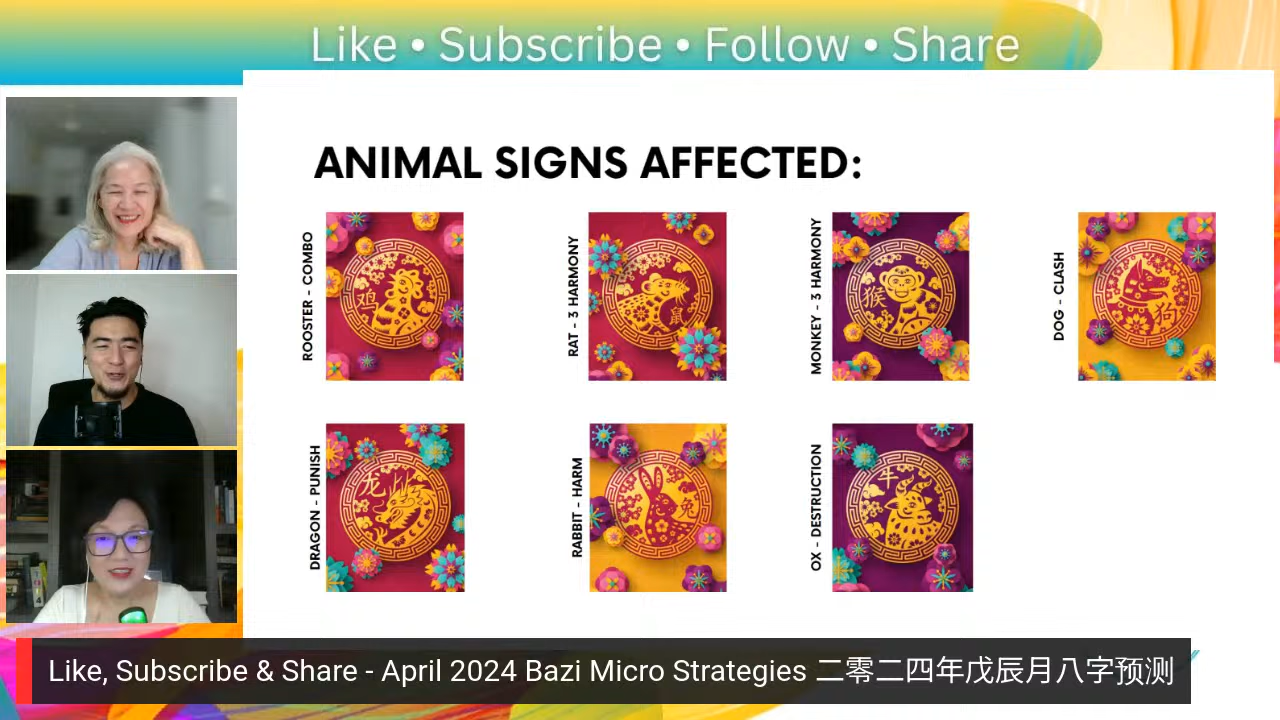 Like • Subscribe • Follow • Share
ANIMAL SIGNS AFFECTED:
ROOSTER - COMBO
鸡
RAT - 3 HARMONY
鼠
MONKEY - 3 HARMONY
猴
DOG - CLASH
狗
DRAGON - PUNISH
龙
RABBIT - HARM
兔
OX - DESTRUCTION
牛
Like, Subscribe & Share - April 2024 Bazi Micro Strategies 二零二四年戊辰月八字预测